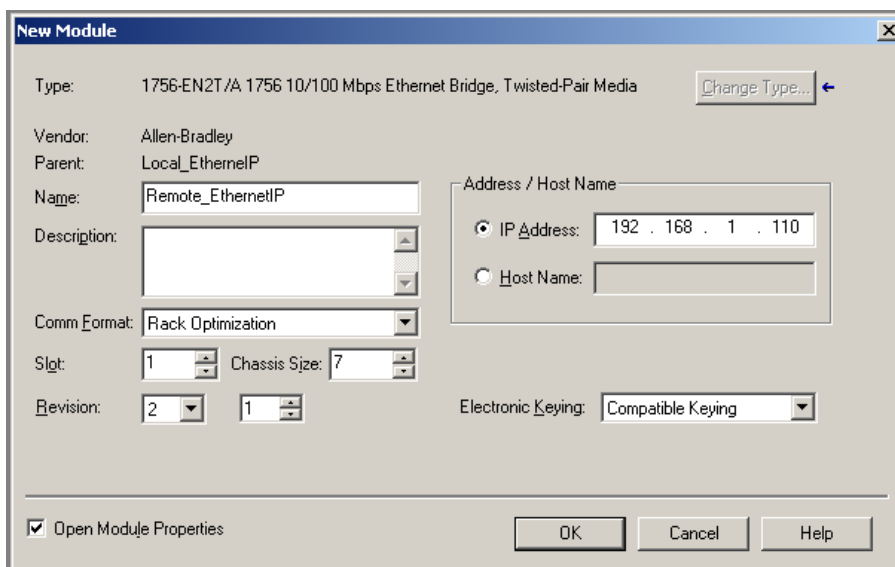 New Module
Type: 1756-EN2T/A 1756 10/100 Mbps Ethernet Bridge, Twisted-Pair Media Change Type...
Vendor: Allen-Bradley
Parent: Local_EtherneIP
Name: Remote_EthernetIP
Address / Host Name
IP Address: 192 . 168 . 1 . 110
Description:
Host Name:
Comm Format: Rack Optimization
Slot: 1 Chassis Size: 7
Revision: 2 1 Electronic Keying: Compatible Keying
Open Module Properties OK Cancel Help